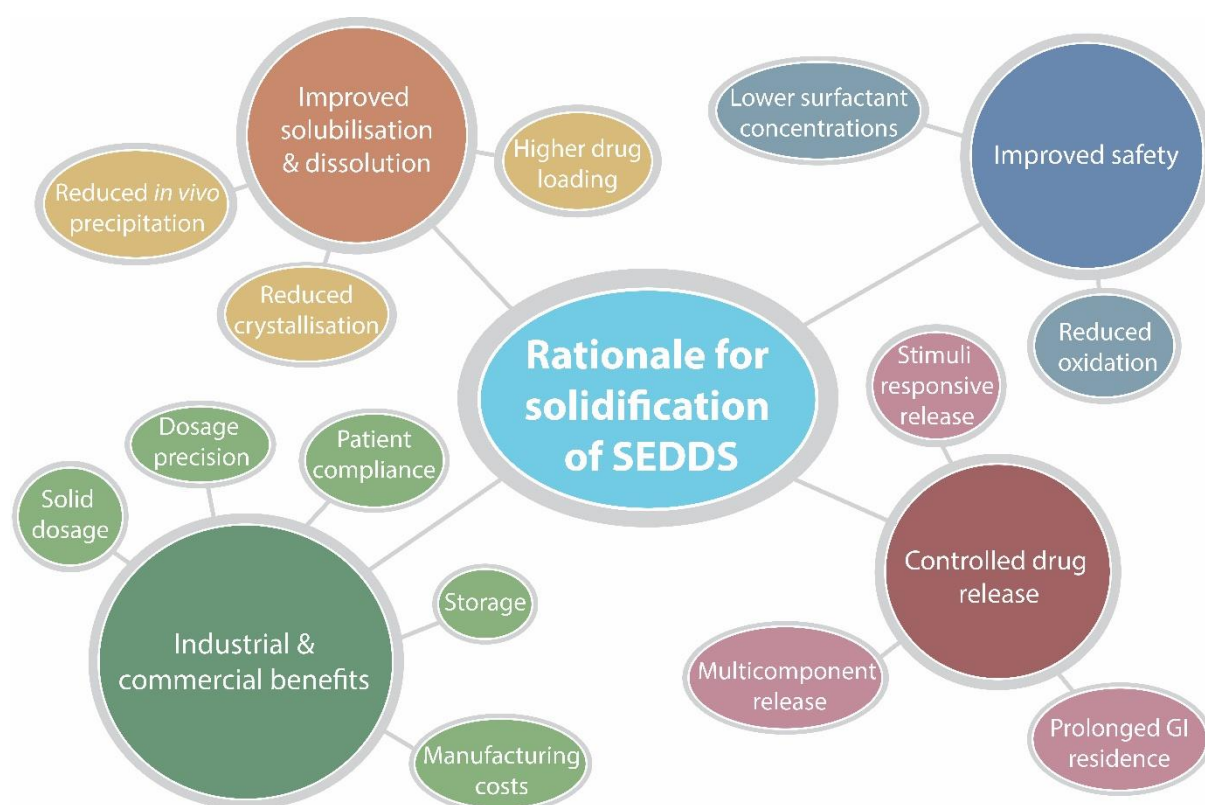 Improved
solubilisation
& dissolution
Higher drug
loading
Reduced in vivo
precipitation
Reduced
crystallisation
Lower surfactant
concentrations
Improved safety
Reduced
oxidation
Rationale for
solidification
of SEDDS
Stimuli
responsive
release
Controlled drug
release
Multicomponent
release
Prolonged GI
residence
Dosage
precision
Patient
compliance
Solid
dosage
Storage
Industrial &
commercial benefits
Manufacturing
costs